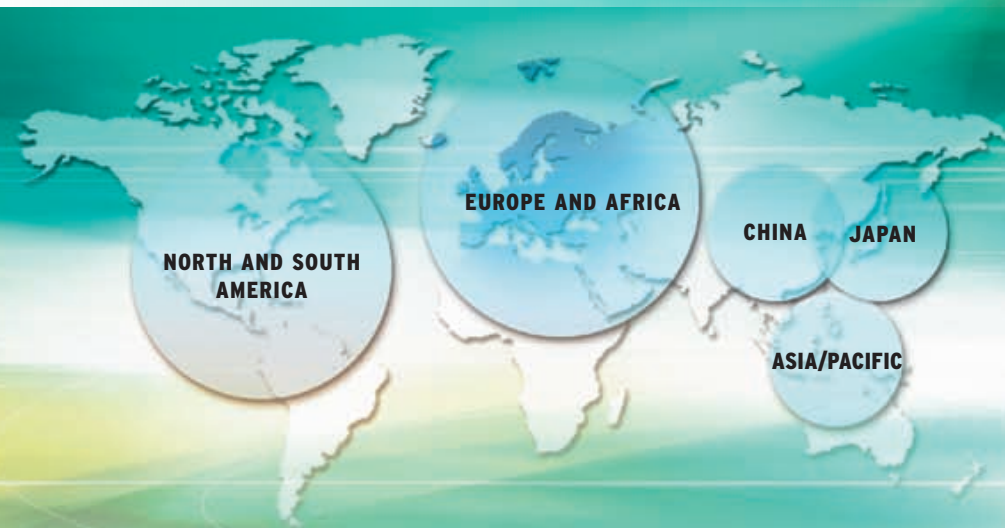 NORTH AND SOUTH
AMERICA
EUROPE AND AFRICA
CHINA
JAPAN
ASIA/PACIFIC